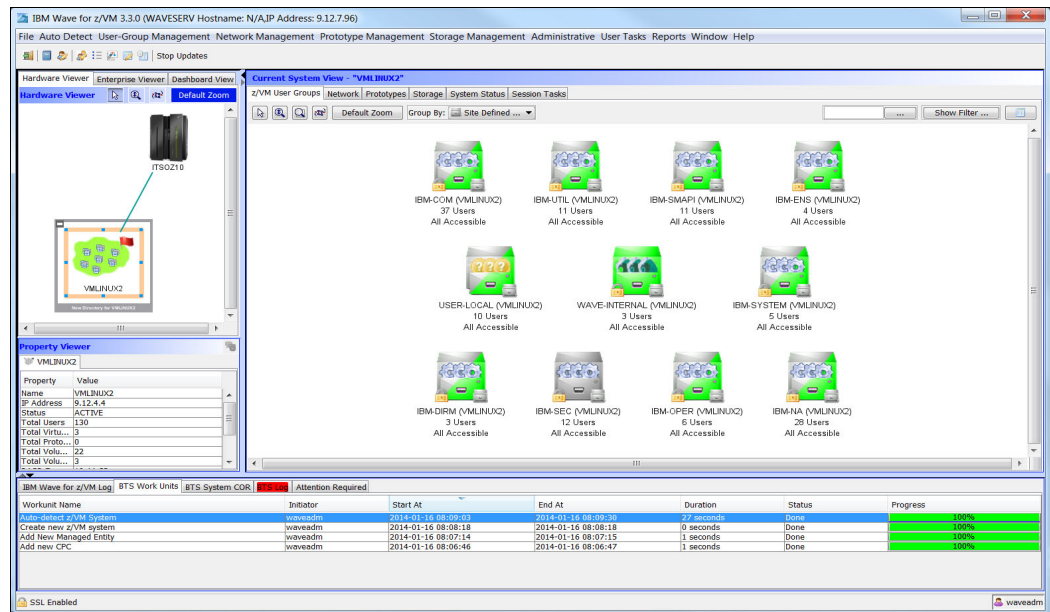 IBM Wave for z/VM 3.3.0 (WAVESERV Hostname: N/A,IP Address: 9.12.7.96)
File Auto Detect User-Group Management Network Management Prototype Management Storage Management Administrative User Tasks Reports Window Help
Stop Updates
Hardware Viewer Enterprise Viewer Dashboard View
Hardware Viewer Default Zoom
ITSOZ10
VMLINUX2
New Directory for VMLINUX2
Property Viewer
VMLINUX2
Property Value
Name VMLINUX2
IP Address 9.12.4.4
Status ACTIVE
Total Users 130
Total Virtu... 3
Total Proto... 0
Total Volu... 22
Total Volu... 3
Current System View - "VMLINUX2"
z/VM User Groups Network Prototypes Storage System Status Session Tasks
Default Zoom Group By: Site Defined ... ... Show Filter ...
IBM-COM (VMLINUX2) IBM-UTIL (VMLINUX2) IBM-SMAPI (VMLINUX2) IBM-ENS (VMLINUX2)
37 Users 11 Users 11 Users 4 Users
All Accessible All Accessible All Accessible All Accessible
USER-LOCAL (VMLINUX2) WAVE-INTERNAL (VMLINUX2) IBM-SYSTEM (VMLINUX2)
10 Users 3 Users 5 Users
All Accessible All Accessible All Accessible
IBM-DIRM (VMLINUX2) IBM-SEC (VMLINUX2) IBM-OPER (VMLINUX2) IBM-NA (VMLINUX2)
3 Users 12 Users 6 Users 28 Users
All Accessible All Accessible All Accessible All Accessible
IBM Wave for z/VM Log BTS Work Units BTS System COR BTS Log Attention Required
Workunit Name Initiator Start At End At Duration Status Progress
Auto-detect z/VM System waveadm 2014-01-16 08:09:03 2014-01-16 08:09:30 27 seconds Done 100%
Create new z/VM system waveadm 2014-01-16 08:08:18 2014-01-16 08:08:18 0 seconds Done 100%
Add New Managed Entity waveadm 2014-01-16 08:07:14 2014-01-16 08:07:15 1 seconds Done 100%
Add new CPC waveadm 2014-01-16 08:06:46 2014-01-16 08:06:47 1 seconds Done 100%
SSL Enabled waveadm